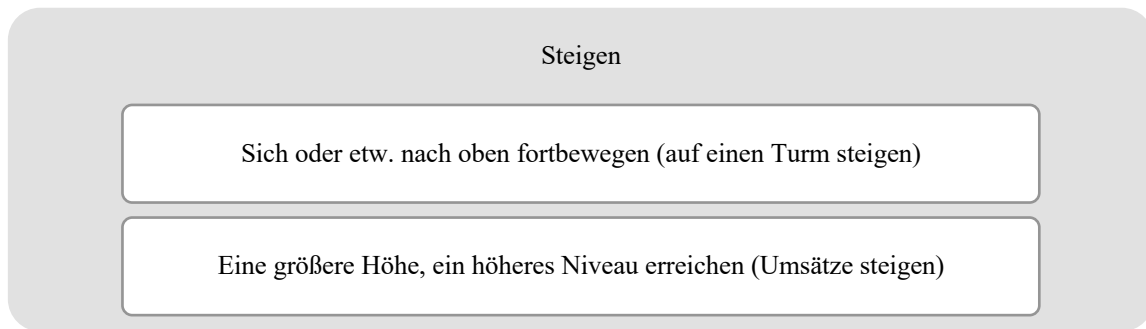 Steigen
Sich oder etw. nach oben fortbewegen (auf einen Turm steigen)
Eine größere Höhe, ein höheres Niveau erreichen (Umsätze steigen)